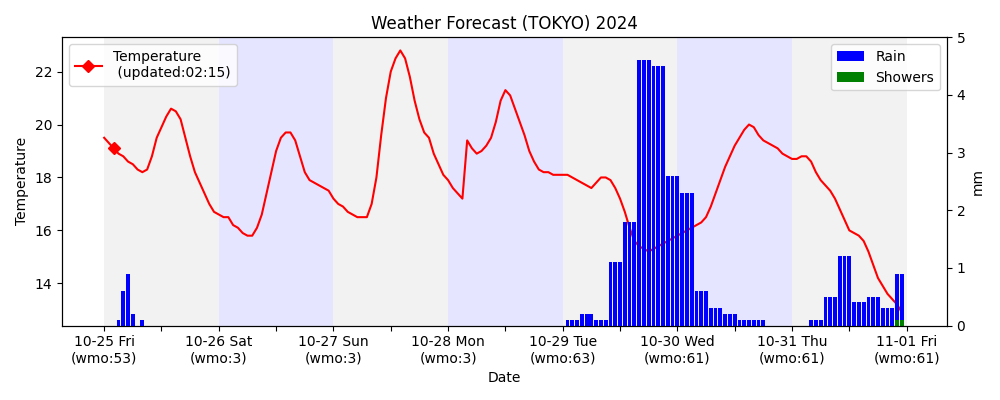 Weather Forecast (TOKYO) 2024
Temperature
(updated:02:15)
Rain
Showers
Temperature
22
20
18
16
14
5
4
3
2
1
0
mm
10-25 Fri
(wmo:53)
10-26 Sat
(wmo:3)
10-27 Sun
(wmo:3)
10-28 Mon
(wmo:3)
10-29 Tue
(wmo:63)
10-30 Wed
(wmo:61)
10-31 Thu
(wmo:61)
11-01 Fri
(wmo:61)
Date